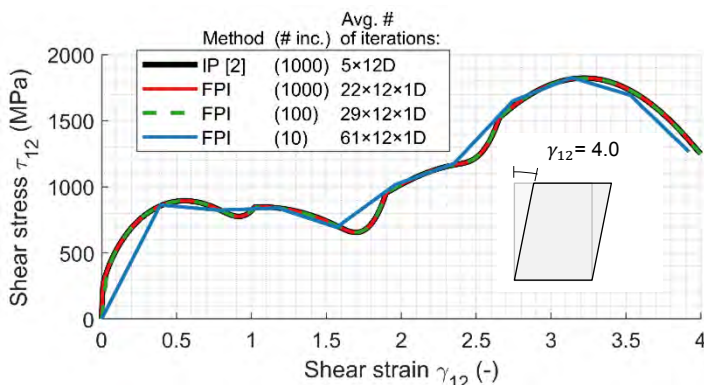 Avg. #
Method (# inc.) of iterations:
IP [2] (1000) 5×12D
FPI (1000) 22×12×1D
FPI (100) 29×12×1D
FPI (10) 61×12×1D
2000
1500
1000
500
0
Shear stress τ12 (MPa)
γ12 = 4.0
0 0.5 1 1.5 2 2.5 3 3.5 4
Shear strain γ12 (-)